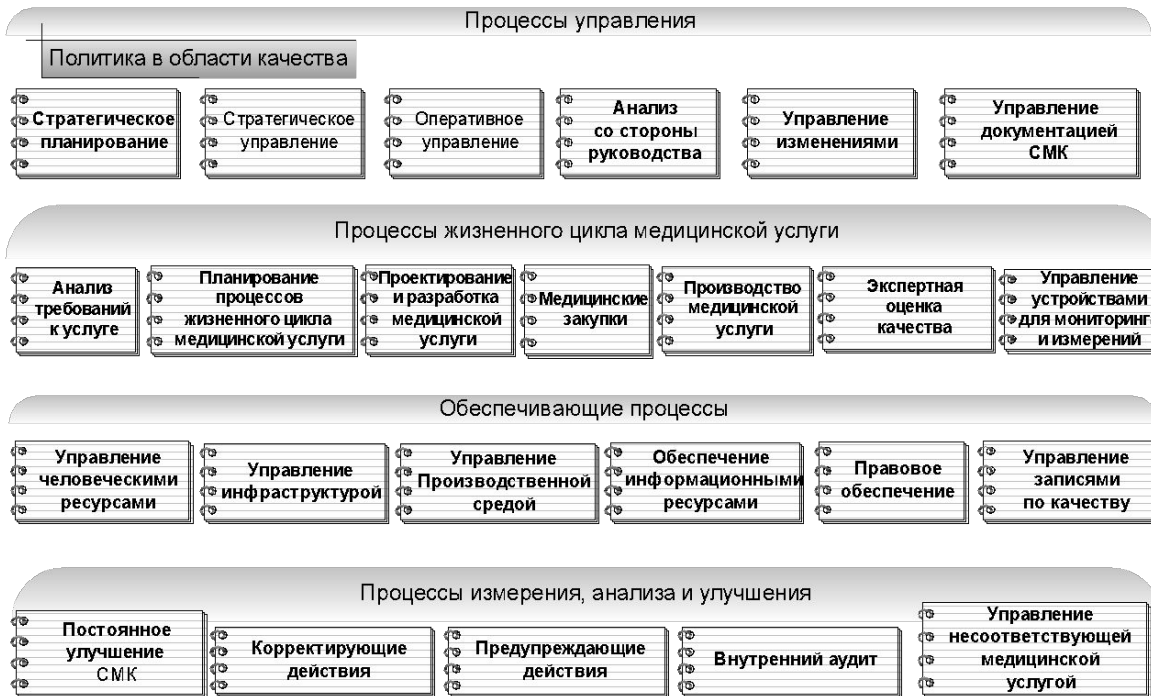 Процессы управления
Политика в области качества
Стратегическое
планирование
Стратегическое
управление
Оперативное
управление
Анализ
со стороны
руководства
Управление
изменениями
Управление
документацией
СМК
Процессы жизненного цикла медицинской услуги
Анализ
требований
к услуге
Планирование
процессов
жизненного цикла
медицинской услуги
Проектирование
и разработка
медицинской
услуги
Медицинские
закупки
Производство
медицинской
услуги
Экспертная
оценка
качества
Управление
устройствами
для мониторинга
и измерений
Обеспечивающие процессы
Управление
человеческими
ресурсами
Управление
инфраструктурой
Управление
Производственной
средой
Обеспечение
информационными
ресурсами
Правовое
обеспечение
Управление
записями
по качеству
Процессы измерения, анализа и улучшения
Постоянное
улучшение
СМК
Корректирующие
действия
Предупреждающие
действия
Внутренний аудит
Управление
несоответствующей
медицинской
услугой